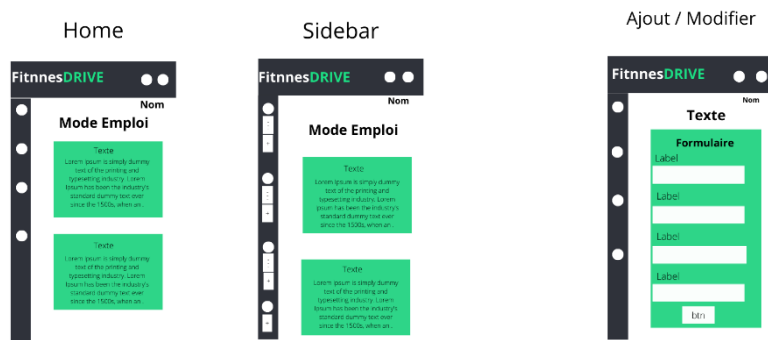 Home
FitnnesDRIVE
Nom
Mode Emploi
Texte
Lorem Ipsum is simply dummy
text of the printing and
typesetting industry. Lorem
Ipsum has been the industry's
standard dummy text ever
since the 1500s, when an..
Texte
Lorem Ipsum is simply dummy
text of the printing and
typesetting industry. Lorem
Ipsum has been the industry's
standard dummy text ever
since the 1500s, when an..
Sidebar
FitnnesDRIVE
Nom
Mode Emploi
Texte
Lorem Ipsum is simply dummy
text of the printing and
typesetting industry. Lorem
Ipsum has been the industry's
standard dummy text ever
since the 1500s, when an..
Texte
Lorem Ipsum is simply dummy
text of the printing and
typesetting industry. Lorem
Ipsum has been the industry's
standard dummy text ever
since the 1500s, when an..
Ajout / Modifier
FitnnesDRIVE
Nom
Texte
Formulaire
Label
Label
Label
Label
btn